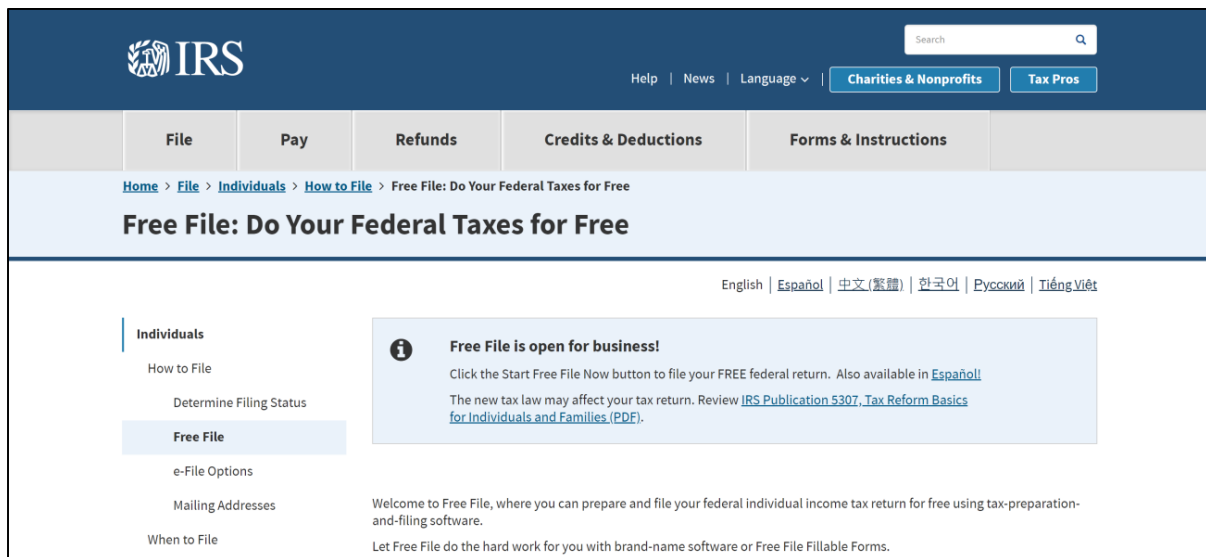 IRS
Search
Help | News | Language | Charities & Nonprofits Tax Pros
File Pay Refunds Credits & Deductions Forms & Instructions
Home > File > Individuals > How to File > Free File: Do Your Federal Taxes for Free
Free File: Do Your Federal Taxes for Free
English | Español | 中文 (繁體) | 한국어 | Русский | Tiếng Việt
Individuals
How to File
Determine Filing Status
Free File
e-File Options
Mailing Addresses
When to File
Free File is open for business!
Click the Start Free File Now button to file your FREE federal return. Also available in Español!
The new tax law may affect your tax return. Review IRS Publication 5307, Tax Reform Basics
for Individuals and Families (PDF).
Welcome to Free File, where you can prepare and file your federal individual income tax return for free using tax-preparation-
and-filing software.
Let Free File do the hard work for you with brand-name software or Free File Fillable Forms.